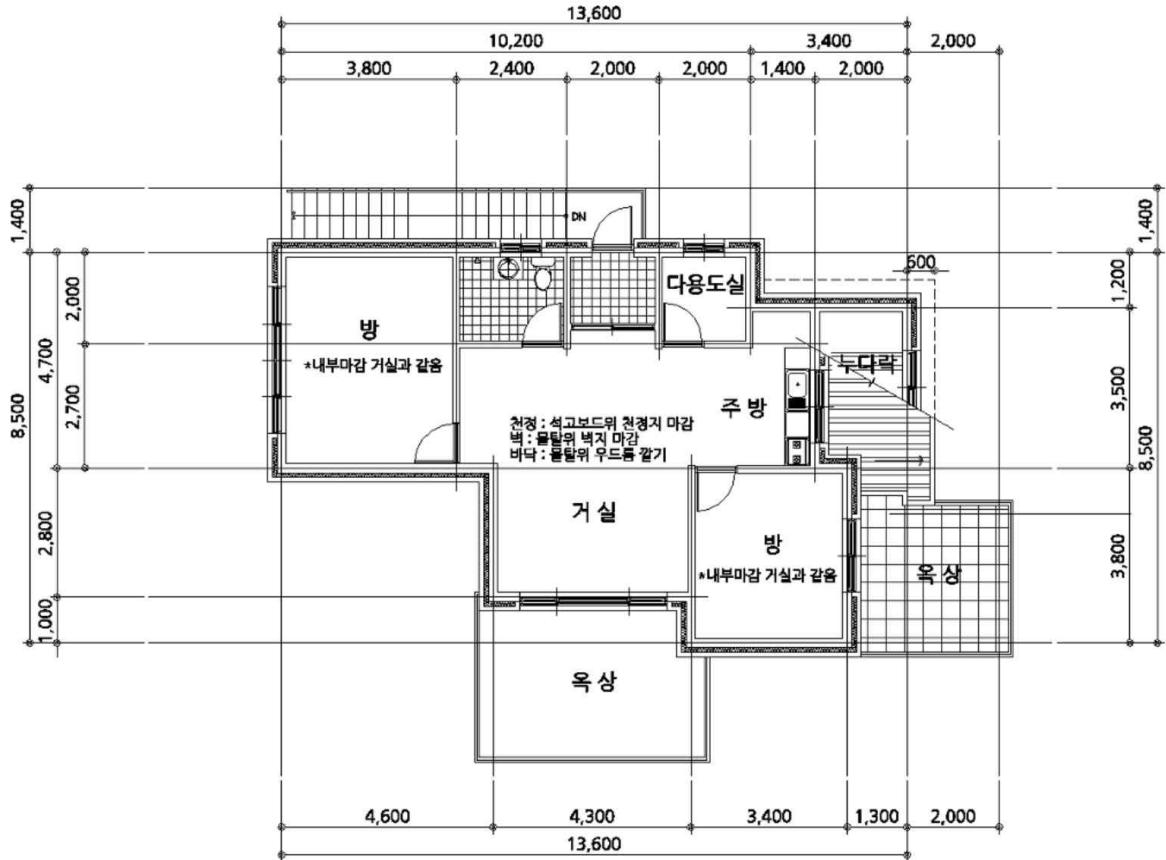 13,600
10,200
3,400
2,000
3,800
2,400
2,000
2,000
1,400
2,000
1,400
8,500
4,700
2,000
2,700
2,800
1,000
DN
600
1,400
1,200
3,500
8,500
3,800
다용도실
방
*내부마감 거실과 같음
누다락
주 방
천정 : 석고보드위 천정지 마감
벽 : 몰탈위 벽지 마감
바닥 : 몰탈위 우드륨 깔기
거 실
방
*내부마감 거실과 같음
옥 상
옥 상
4,600
4,300
3,400
1,300
2,000
13,600